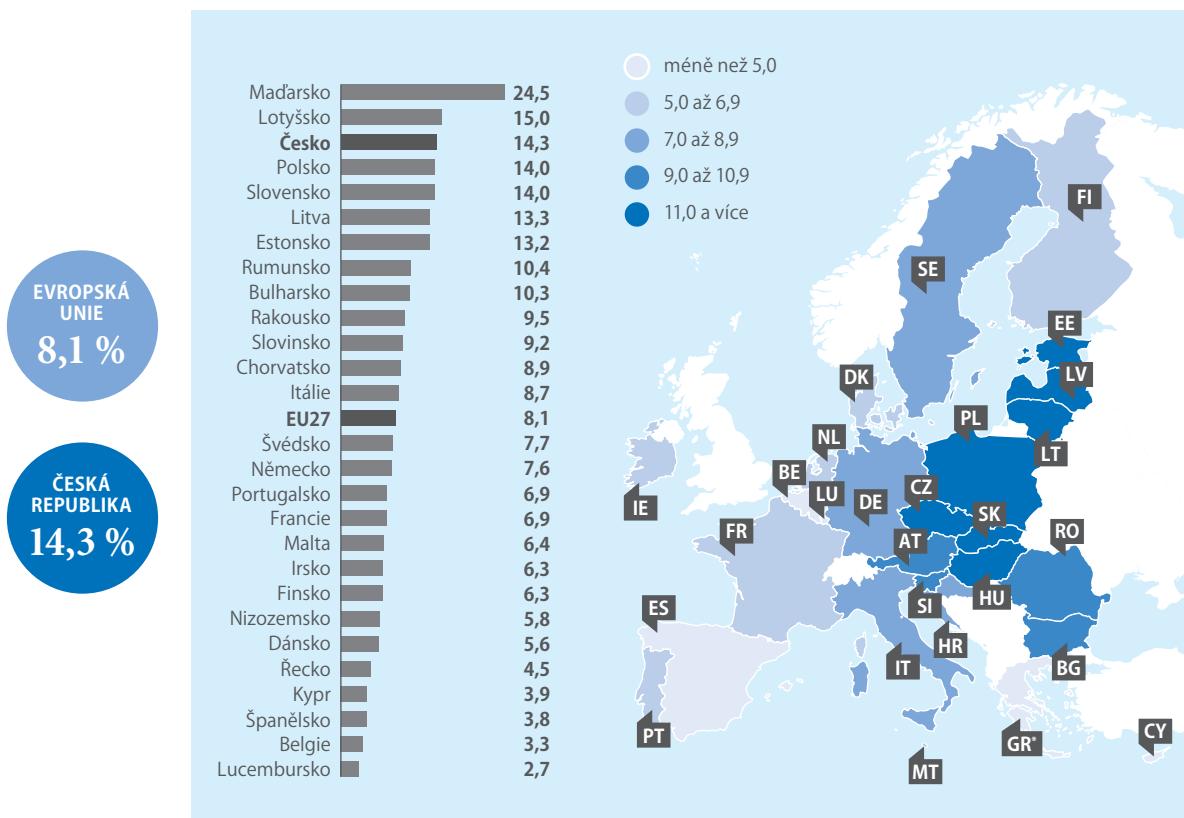 EVROPSKÁ
UNIE
8,1 %
ČESKÁ
REPUBLIKA
14,3 %
Maďarsko 24,5
Lotyšsko 15,0
Česko 14,3
Polsko 14,0
Slovensko 14,0
Litva 13,3
Estonsko 13,2
Rumunsko 10,4
Bulharsko 10,3
Rakousko 9,5
Slovinsko 9,2
Chorvatsko 8,9
Itálie 8,7
EU27 8,1
Švédsko 7,7
Německo 7,6
Portugalsko 6,9
Francie 6,9
Malta 6,4
Irsko 6,3
Finsko 6,3
Nizozemsko 5,8
Dánsko 5,6
Řecko 4,5
Kypr 3,9
Španělsko 3,8
Belgie 3,3
Lucembursko 2,7
méně než 5,0
5,0 až 6,9
7,0 až 8,9
9,0 až 10,9
11,0 a více
FI
SE
EE
LV
DK
PL
NL
LT
BE
LU
DE
CZ
IE
SK
FR
AT
RO
ES
SI
HU
HR
IT
BG
PT
GR*
CY
MT